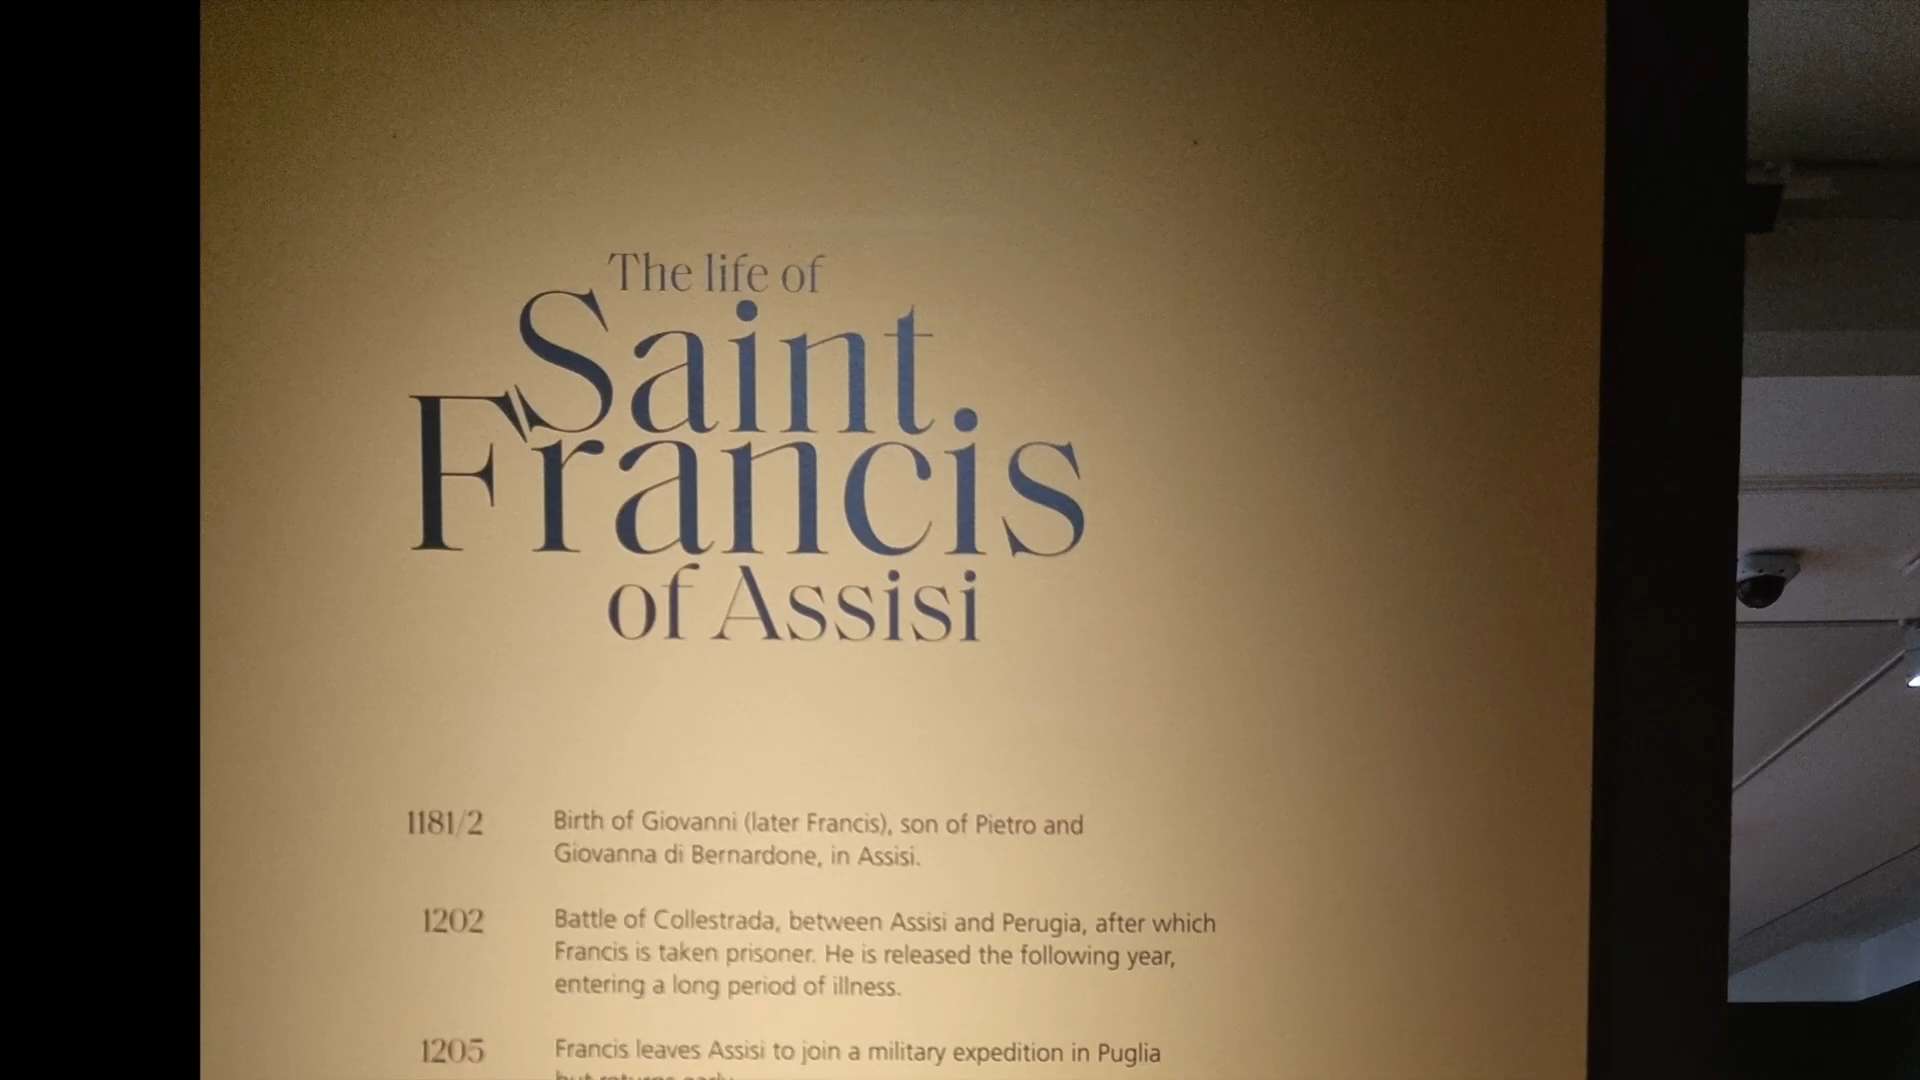 The life of
Saint
Francis
of Assisi
1181/2 Birth of Giovanni (later Francis), son of Pietro and
Giovanna di Bernardone, in Assisi.
1202 Battle of Collestrada, between Assisi and Perugia, after which
Francis is taken prisoner. He is released the following year,
entering a long period of illness.
1205 Francis leaves Assisi to join a military expedition in Puglia
but returns early.